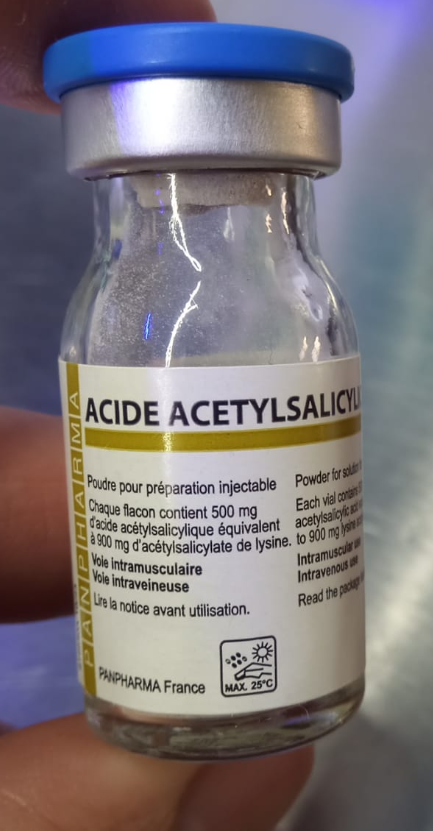 PANPHARMA
ACIDE ACETYLSALICYLI
Poudre pour préparation injectable
Chaque flacon contient 500 mg
d'acide acétylsalicylique équivalent
à 900 mg d'acétylsalicylate de lysine.
Voie intramusculaire
Voie intraveineuse
Lire la notice avant utilisation.
PANPHARMA France
MAX. 25°C
Powder for solution
Each vial contains
acetylsalicylic acid
to 900 mg lysine
Intramuscular use
Intravenous use
Read the package